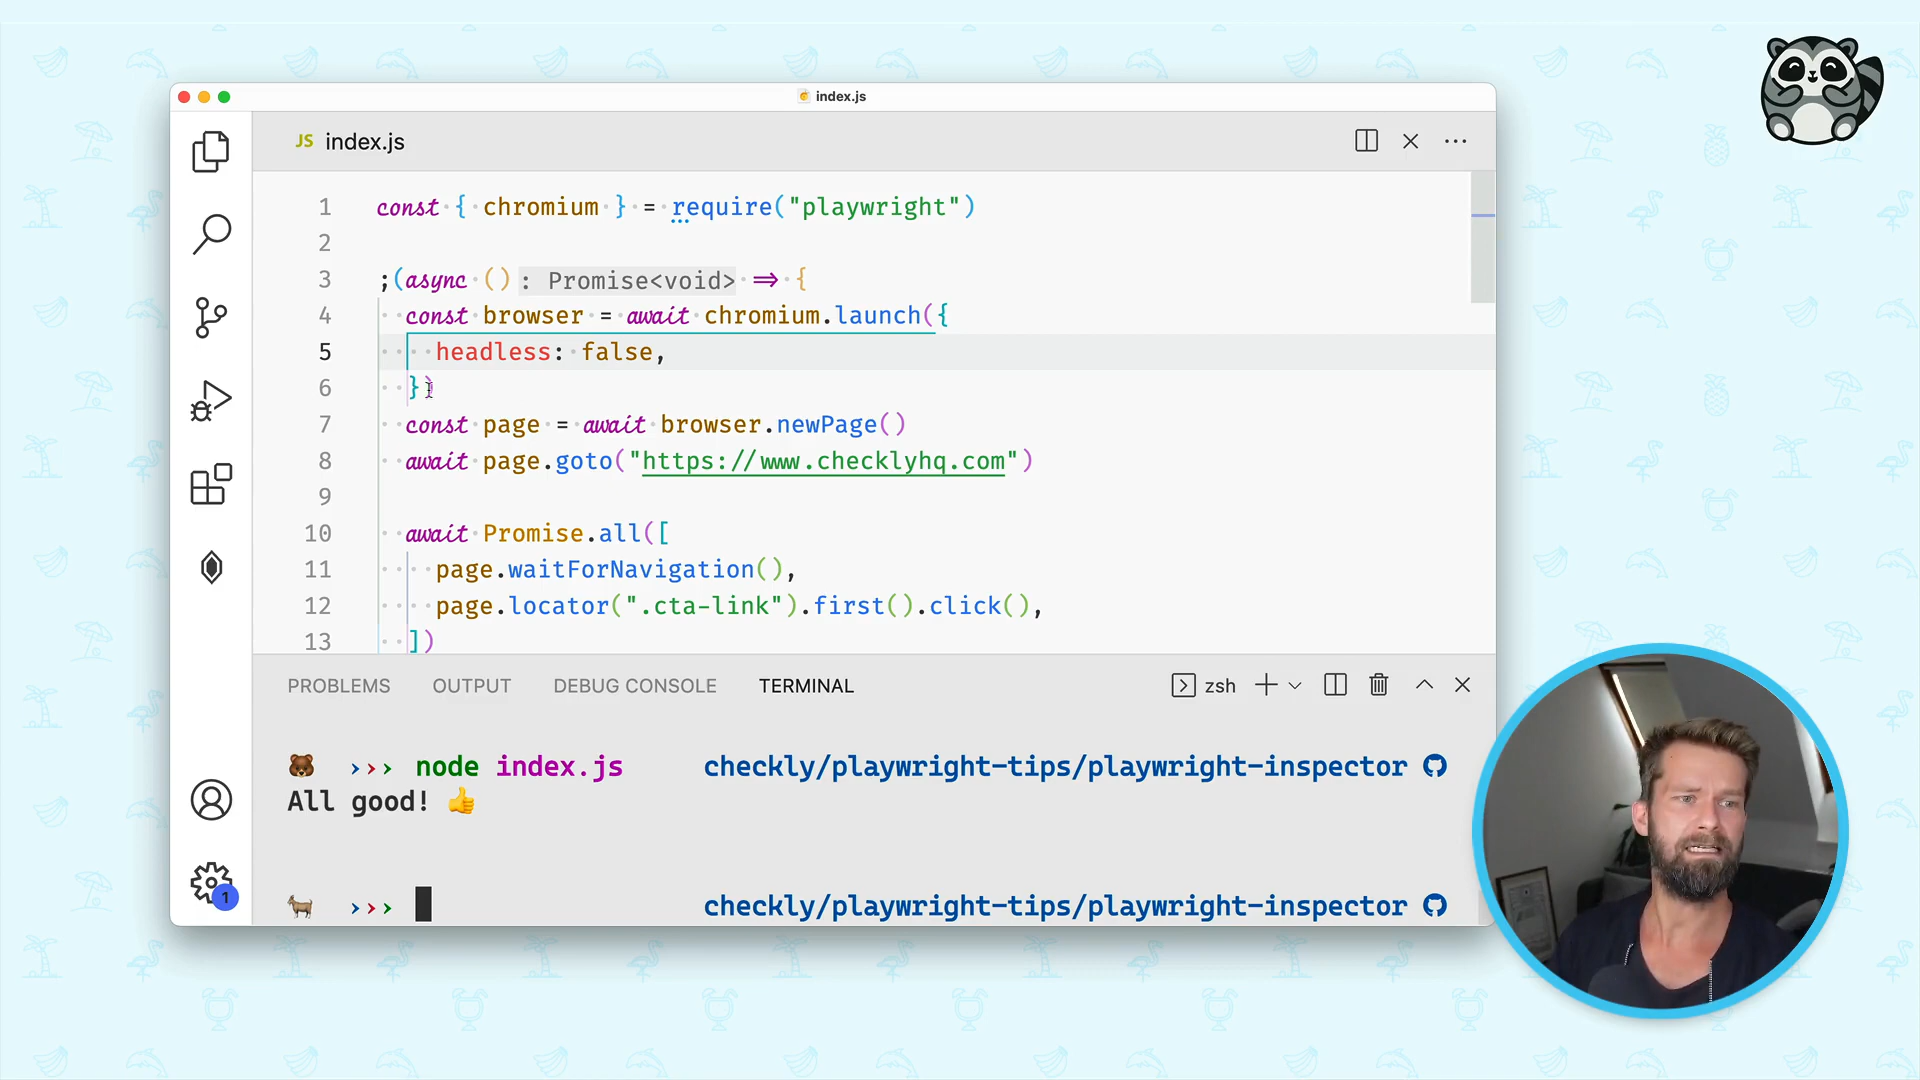 index.js
JS index.js
1 const { chromium } = require("playwright")
2
3 ;(async (): Promise<void> => {
4 const browser = await chromium.launch({
5 headless: false,
6 })
7 const page = await browser.newPage()
8 await page.goto("https://www.checklyhq.com")
9
10 await Promise.all([
11 page.waitForNavigation(),
12 page.locator(".cta-link").first().click(),
13 ])
PROBLEMS OUTPUT DEBUG CONSOLE TERMINAL zsh
🐻 ››› node index.js checkly/playwright-tips/playwright-inspector
All good! 👍
1
🐐 ››› checkly/playwright-tips/playwright-inspector